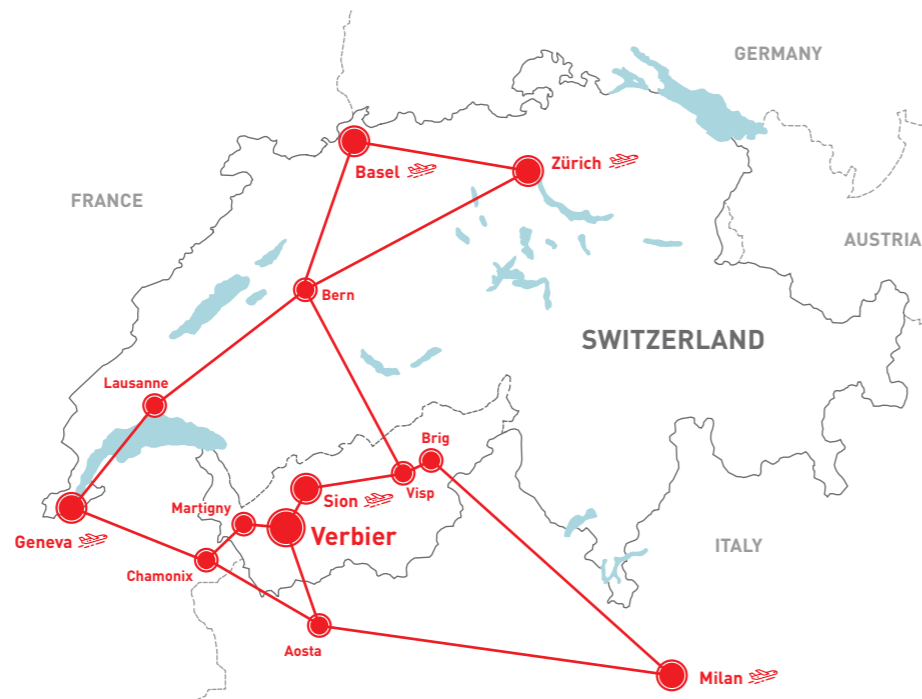 GERMANY
Basel
Zürich
FRANCE
AUSTRIA
Bern
SWITZERLAND
Lausanne
Brig
Visp
Sion
Martigny
Verbier
Geneva
ITALY
Chamonix
Aosta
Milan